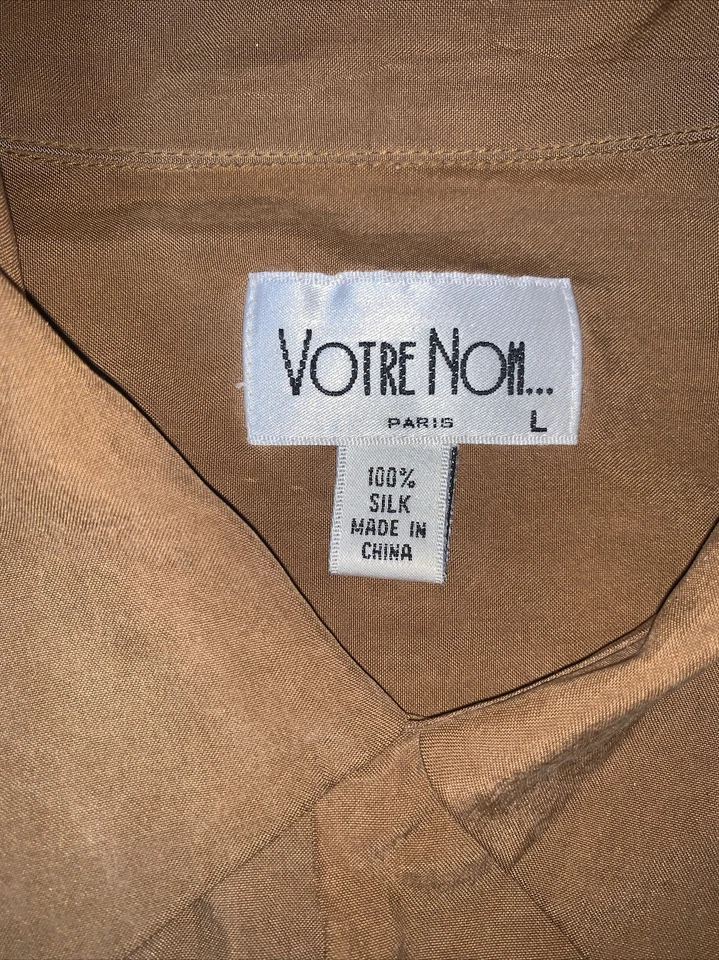 VOTRE NOM...
PARIS L
100%
SILK
MADE IN
CHINA